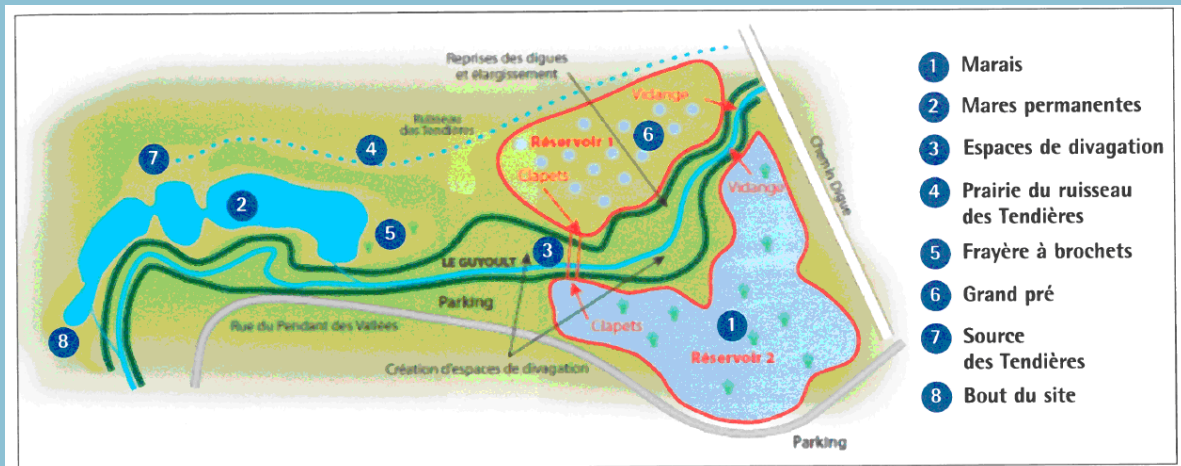 Reprises des digues
et élargissement
Vidange
Ruisseau
des Tendières
7
4
Réservoir 1
6
Clapets
Vidange
Chemin Digue
2
5
3
LE GUYOULT
Parking
Clapets
1
8
Rue du Pendant des Vallées
Réservoir 2
Création d'espaces de divagation
Parking
1 Marais
2 Mares permanentes
3 Espaces de divagation
4 Prairie du ruisseau
des Tendières
5 Frayère à brochets
6 Grand pré
7 Source
des Tendières
8 Bout du site